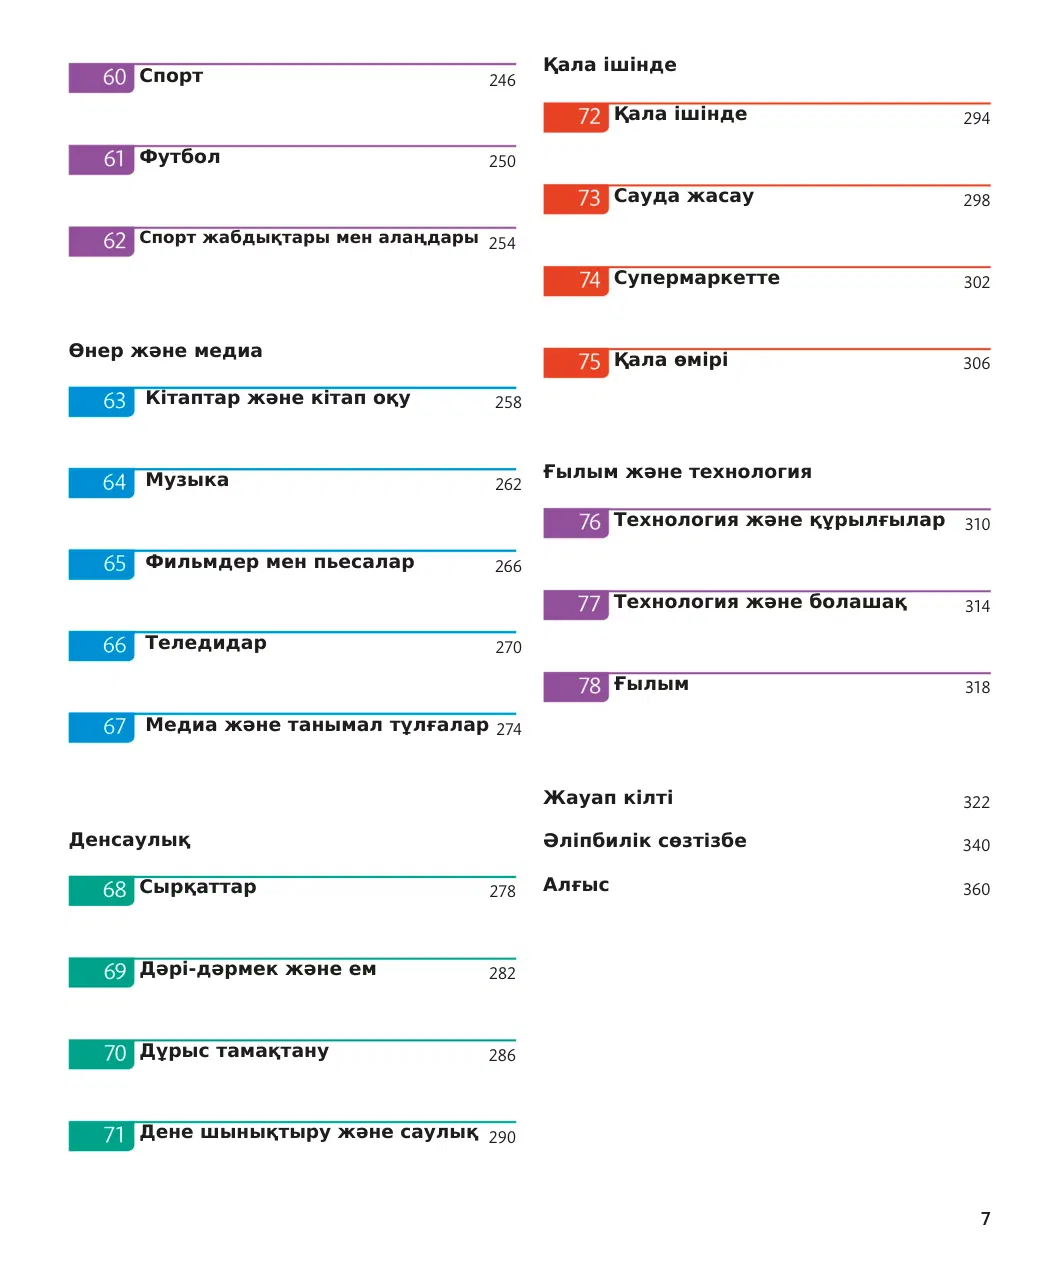 60 Спорт 246
61 Футбол 250
62 Спорт жабдықтары мен алаңдары 254
Өнер және медиа
63 Кітаптар және кітап оқу 258
64 Музыка 262
65 Фильмдер мен пьесалар 266
66 Теледидар 270
67 Медиа және танымал тұлғалар 274
Денсаулық
68 Сырқаттар 278
69 Дәрі-дәрмек және ем 282
70 Дұрыс тамақтану 286
71 Дене шынықтыру және саулық 290
Қала ішінде
72 Қала ішінде 294
73 Сауда жасау 298
74 Супермаркетте 302
75 Қала өмірі 306
Ғылым және технология
76 Технология және құрылғылар 310
77 Технология және болашақ 314
78 Ғылым 318
Жауап кілті 322
Әліпбилік сөзтізбе 340
Алғыс 360
7